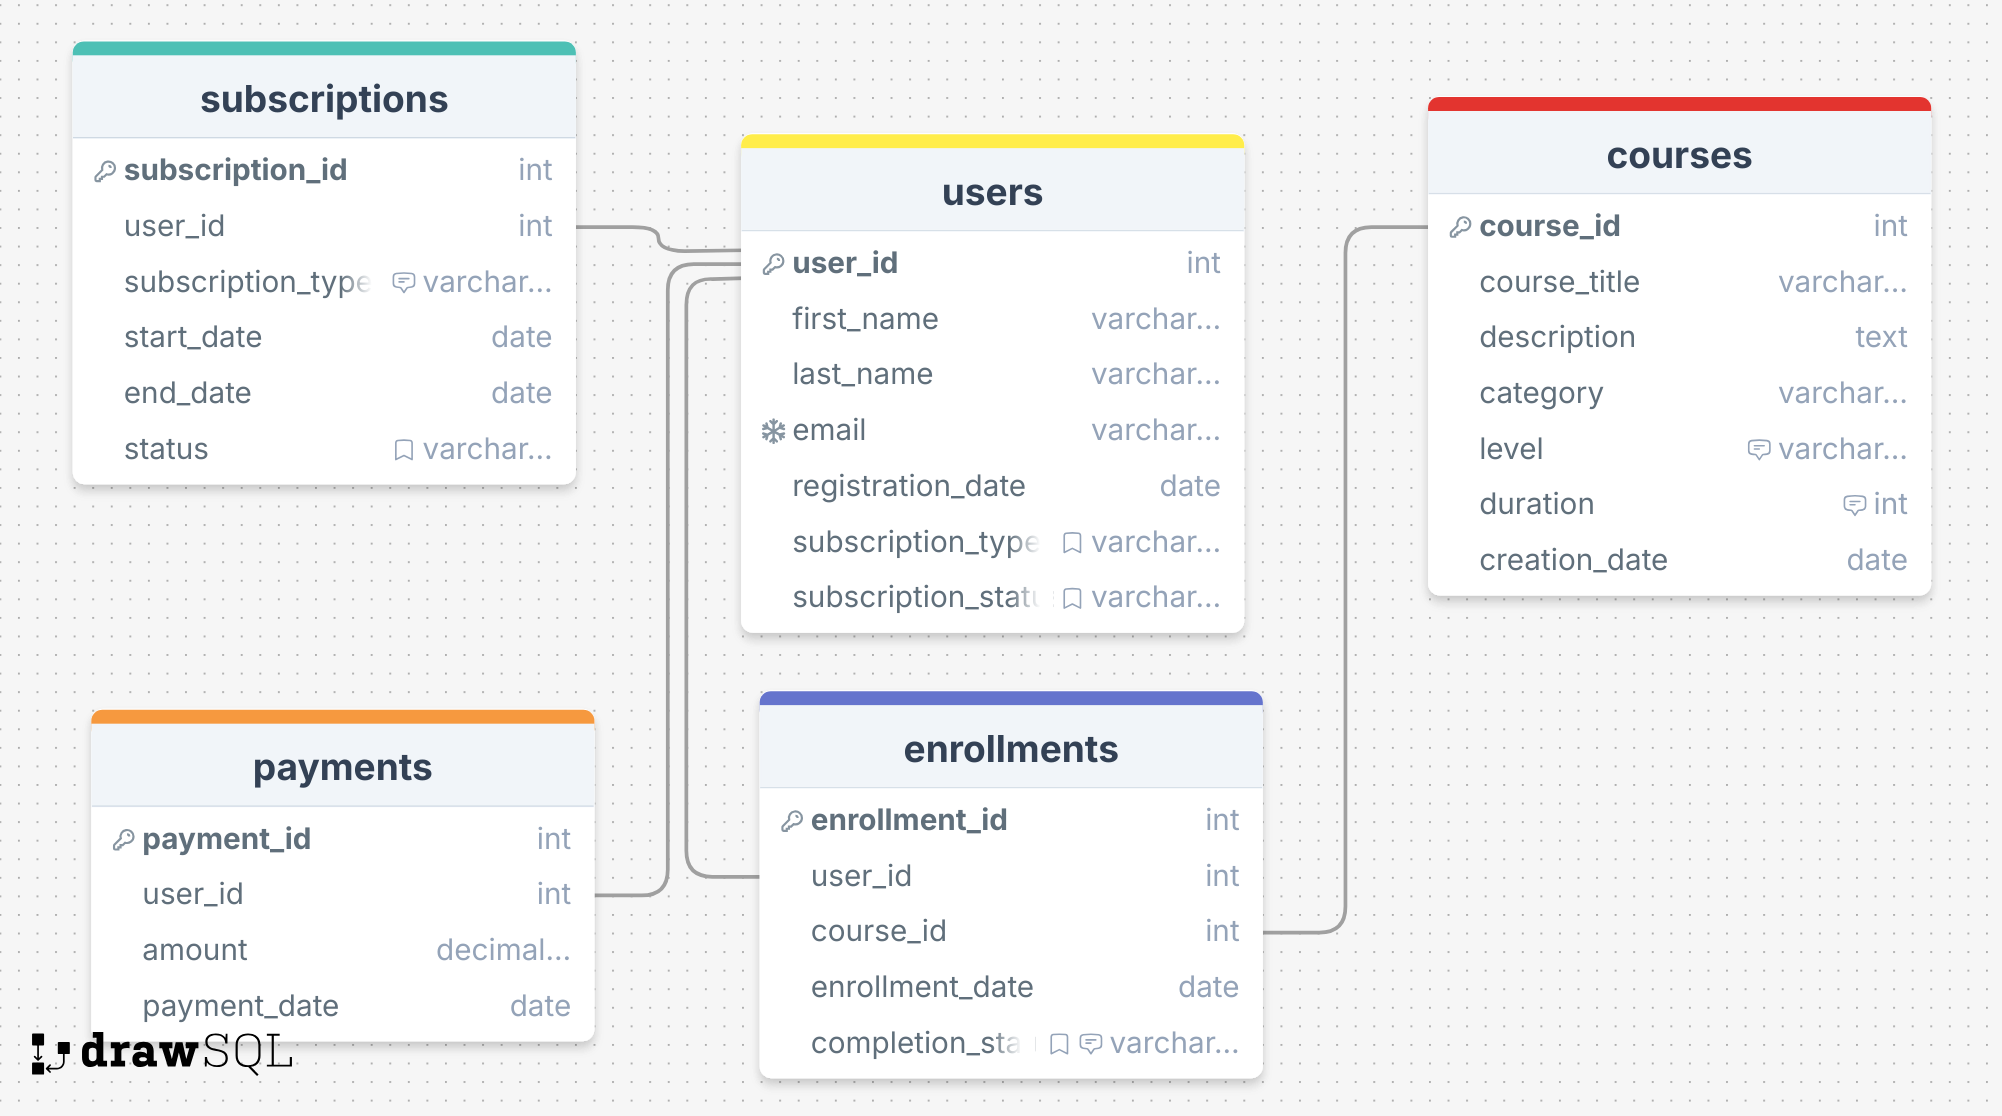 subscriptions
subscription_id int
user_id int
subscription_type varchar...
start_date date
end_date date
status varchar...
users
user_id int
first_name varchar...
last_name varchar...
email varchar...
registration_date date
subscription_type varchar...
subscription_statu varchar...
courses
course_id int
course_title varchar...
description text
category varchar...
level varchar...
duration int
creation_date date
payments
payment_id int
user_id int
amount decimal...
payment_date date
enrollments
enrollment_id int
user_id int
course_id int
enrollment_date date
completion_sta varchar...
drawSQL